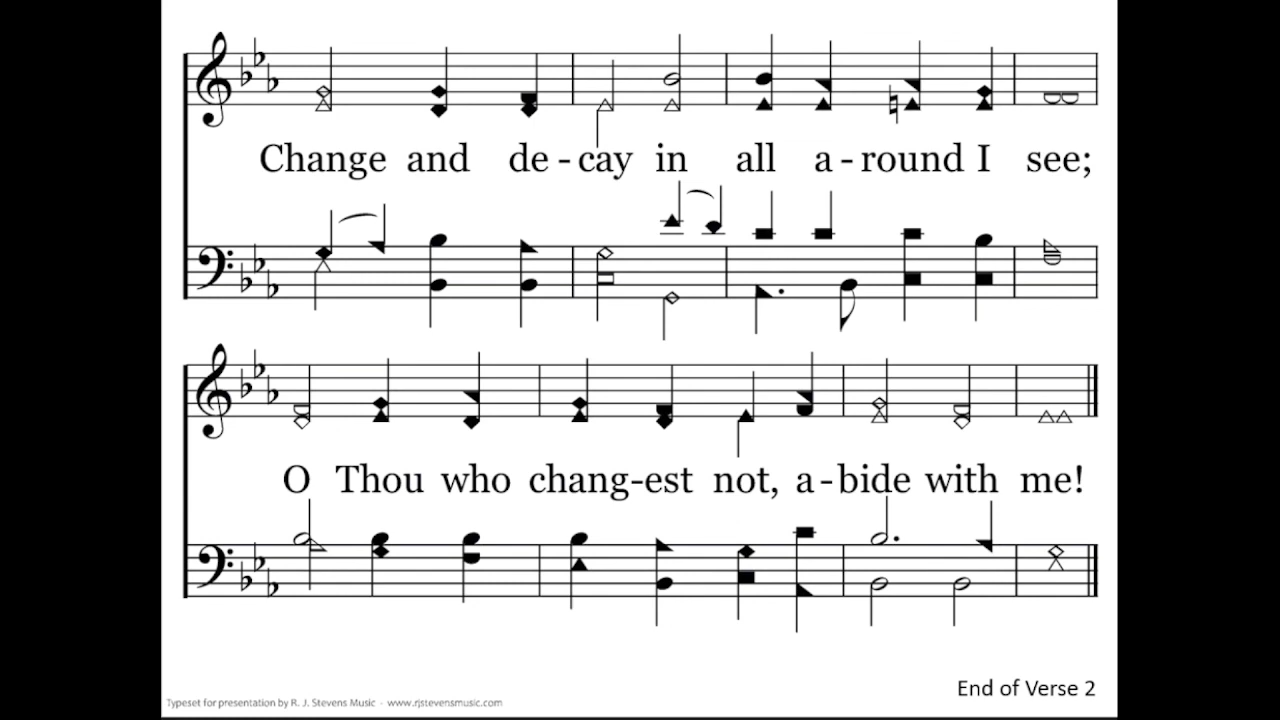 Change and de - cay in all a - round I see;
O Thou who chang-est not, a - bide with me!
End of Verse 2
Typeset for presentation by R. J. Stevens Music - www.rjstevensmusic.com